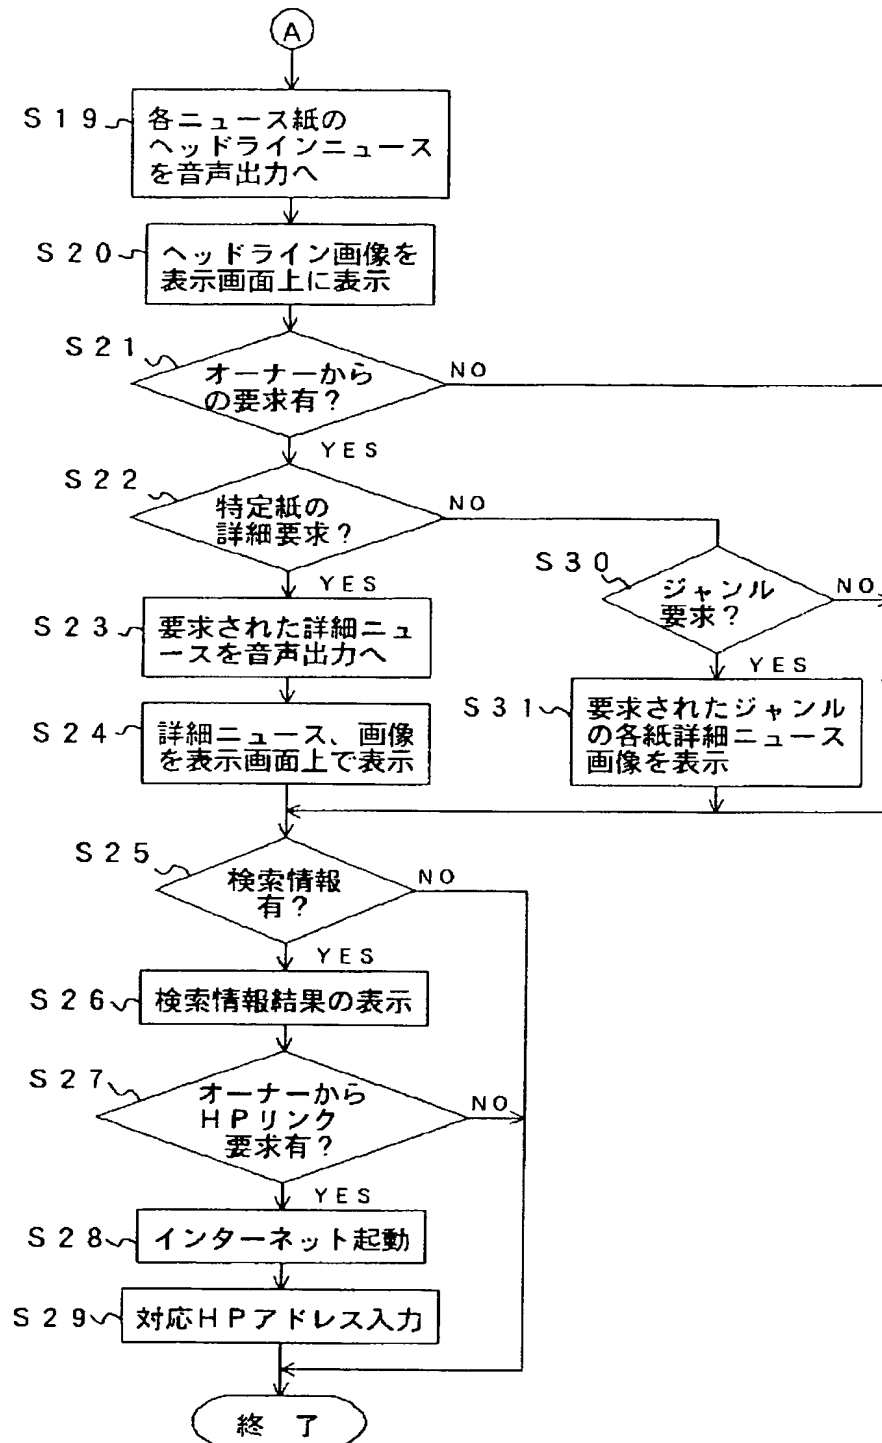 A
S19
各ニュース紙の
ヘッドラインニュース
を音声出力へ
S20
ヘッドライン画像を
表示画面上に表示
S21
オーナーから
の要求有?
NO
YES
S22
特定紙の
詳細要求?
NO
YES
S30
ジャンル
要求?
NO
YES
S23
要求された詳細ニュ
ースを音声出力へ
S31
要求されたジャンル
の各紙詳細ニュース
画像を表示
S24
詳細ニュース、画像
を表示画面上で表示
S25
検索情報
有?
NO
YES
S26
検索情報結果の表示
S27
オーナーから
HPリンク
要求有?
NO
YES
S28
インターネット起動
S29
対応HPアドレス入力
終 了